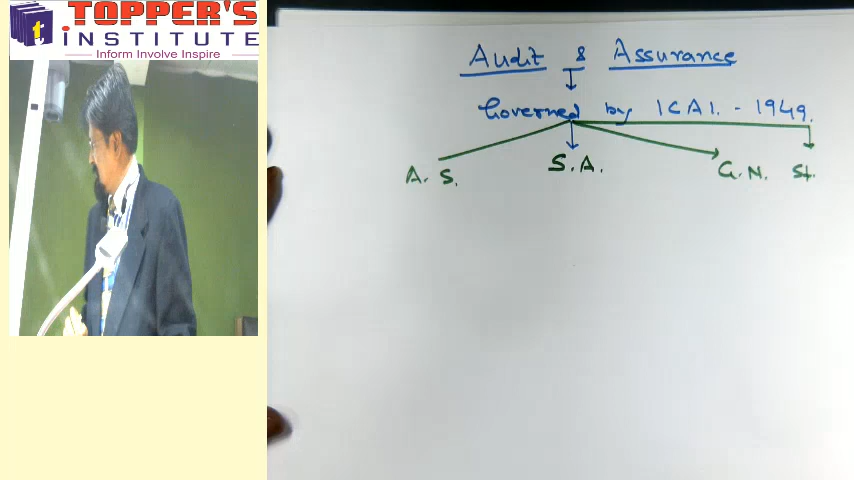 TOPPER'S
iNSTITUTE
Inform Involve Inspire
Audit & Assurance
Governed by ICAI. - 1949.
A. S. S.A. G.N. St.